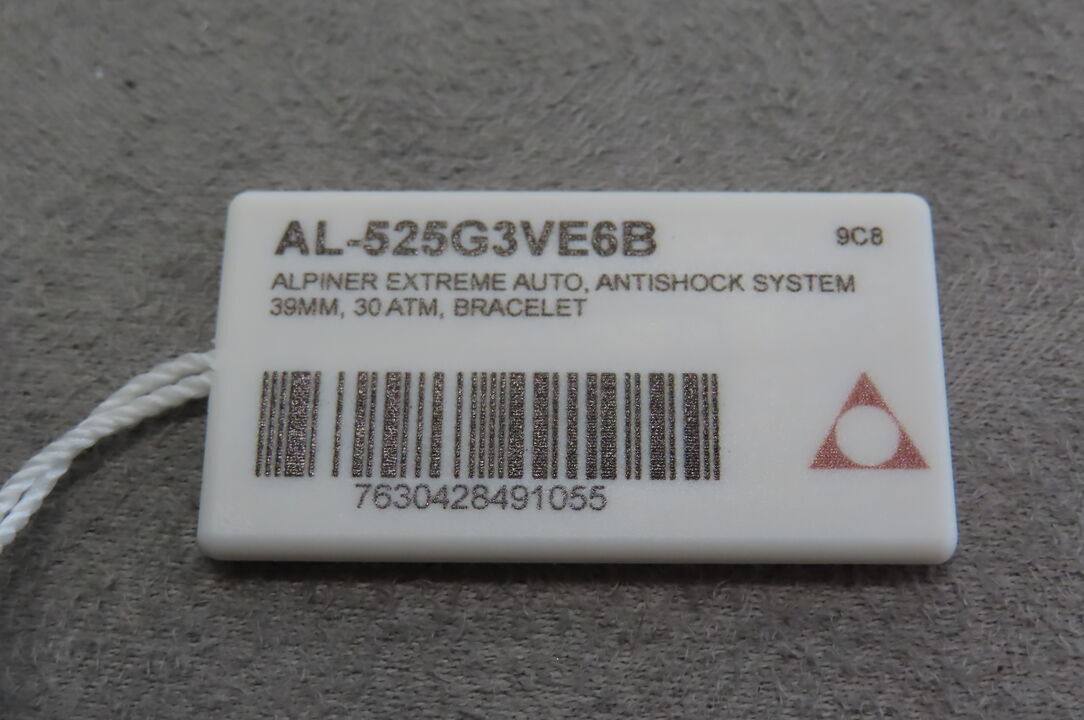 AL-525G3VE6B 9C8
ALPINER EXTREME AUTO, ANTISHOCK SYSTEM
39MM, 30 ATM, BRACELET
7630428491055